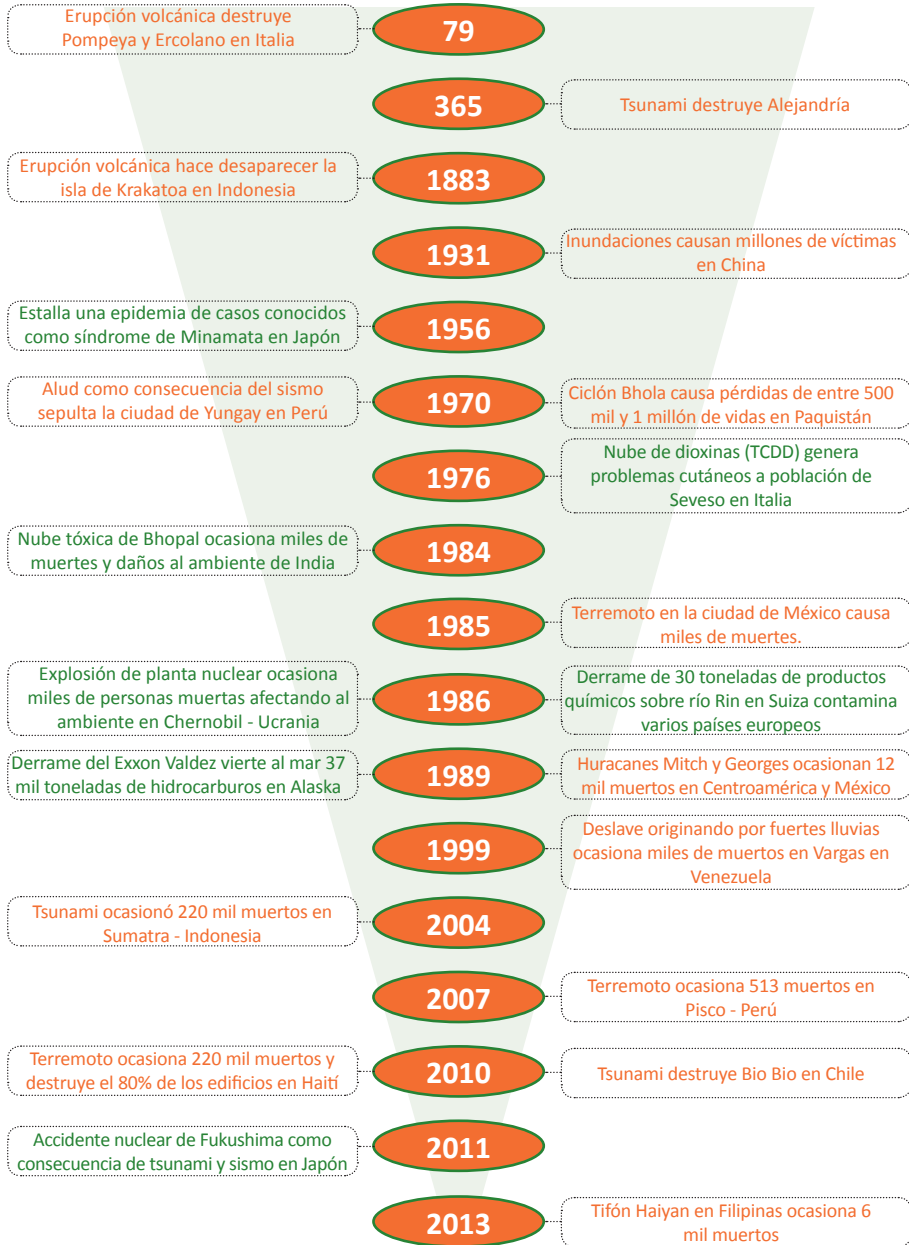 Erupción volcánica destruye
Pompeya y Ercolano en Italia
79
365
Tsunami destruye Alejandría
Erupción volcánica hace desaparecer la
isla de Krakatoa en Indonesia
1883
1931
Inundaciones causan millones de víctimas
en China
Estalla una epidemia de casos conocidos
como síndrome de Minamata en Japón
1956
Alud como consecuencia del sismo
sepulta la ciudad de Yungay en Perú
1970
Ciclón Bhola causa pérdidas de entre 500
mil y 1 millón de vidas en Paquistán
1976
Nube de dioxinas (TCDD) genera
problemas cutáneos a población de
Seveso en Italia
Nube tóxica de Bhopal ocasiona miles de
muertes y daños al ambiente de India
1984
1985
Terremoto en la ciudad de México causa
miles de muertes.
Explosión de planta nuclear ocasiona
miles de personas muertas afectando al
ambiente en Chernobil - Ucrania
1986
Derrame de 30 toneladas de productos
químicos sobre río Rin en Suiza contamina
varios países europeos
Derrame del Exxon Valdez vierte al mar 37
mil toneladas de hidrocarburos en Alaska
1989
Huracanes Mitch y Georges ocasionan 12
mil muertos en Centroamérica y México
1999
Deslave originando por fuertes lluvias
ocasiona miles de muertos en Vargas en
Venezuela
Tsunami ocasionó 220 mil muertos en
Sumatra - Indonesia
2004
2007
Terremoto ocasiona 513 muertos en
Pisco - Perú
Terremoto ocasiona 220 mil muertos y
destruye el 80% de los edificios en Haití
2010
Tsunami destruye Bio Bio en Chile
Accidente nuclear de Fukushima como
consecuencia de tsunami y sismo en Japón
2011
2013
Tifón Haiyan en Filipinas ocasiona 6
mil muertos